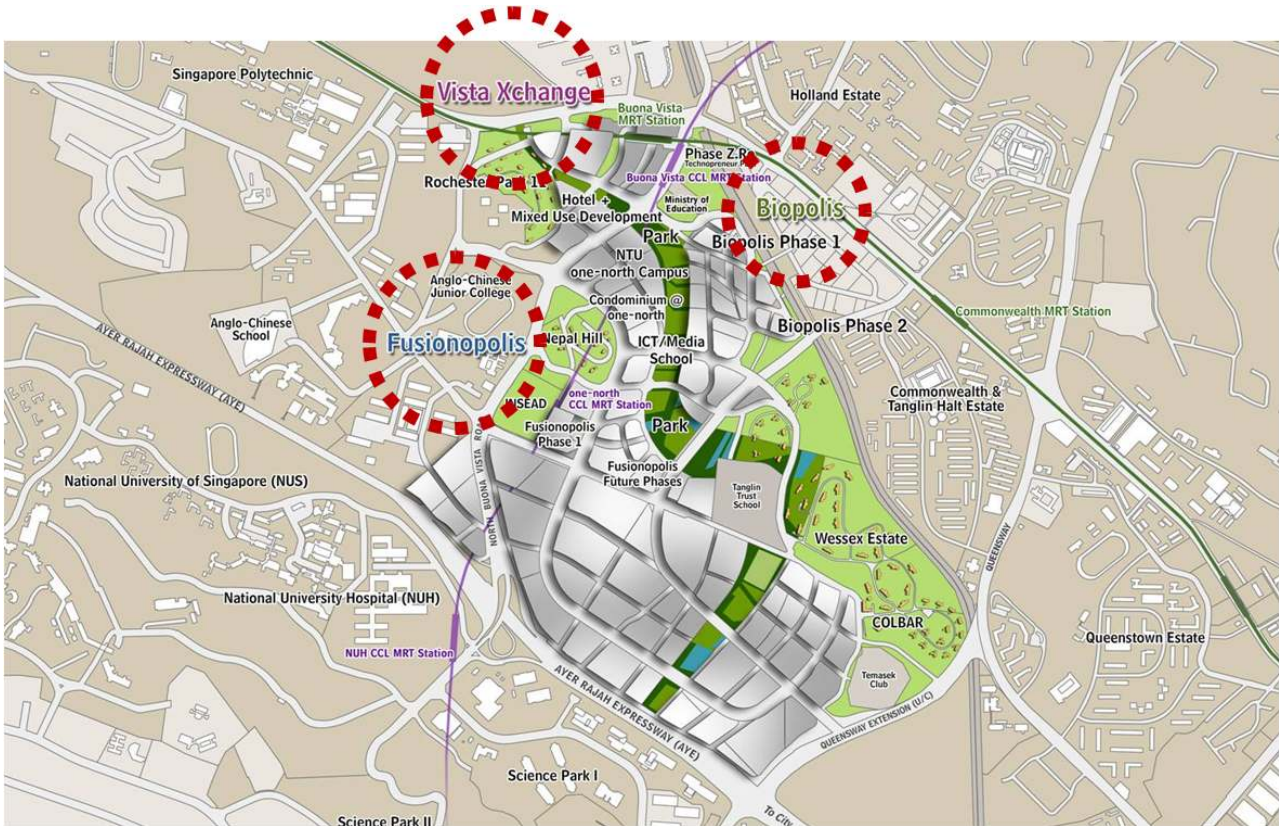 Singapore Polytechnic
Vista Xchange
Buona Vista
MRT Station
Holland Estate
Phase Z.R
Technopreneur
Buona Vista CCL MRT Station
Rochester Park
Hotel +
Mixed Use Development
Ministry of
Education
Biopolis
Park
Biopolis Phase 1
NTU
one-north Campus
Anglo-Chinese
Junior College
Condominium @
one-north
Commonwealth MRT Station
Anglo-Chinese
School
Fusionopolis
Nepal Hill
ICT/Media
School
Biopolis Phase 2
AYER RAJAH EXPRESSWAY (AYE)
INSEAD
one-north
CCL MRT Station
Commonwealth &
Tanglin Halt Estate
Fusionopolis
Phase 1
Park
NORTH BUONA VISTA ROAD
Fusionopolis
Future Phases
National University of Singapore (NUS)
Tanglin
Trust
School
Wessex Estate
QUEENSWAY
National University Hospital (NUH)
COLBAR
Queenstown Estate
NUH CCL MRT Station
Temasek
Club
AYER RAJAH EXPRESSWAY (AYE)
QUEENSWAY EXTENSION (U/C)
Science Park I
To City
Science Park II